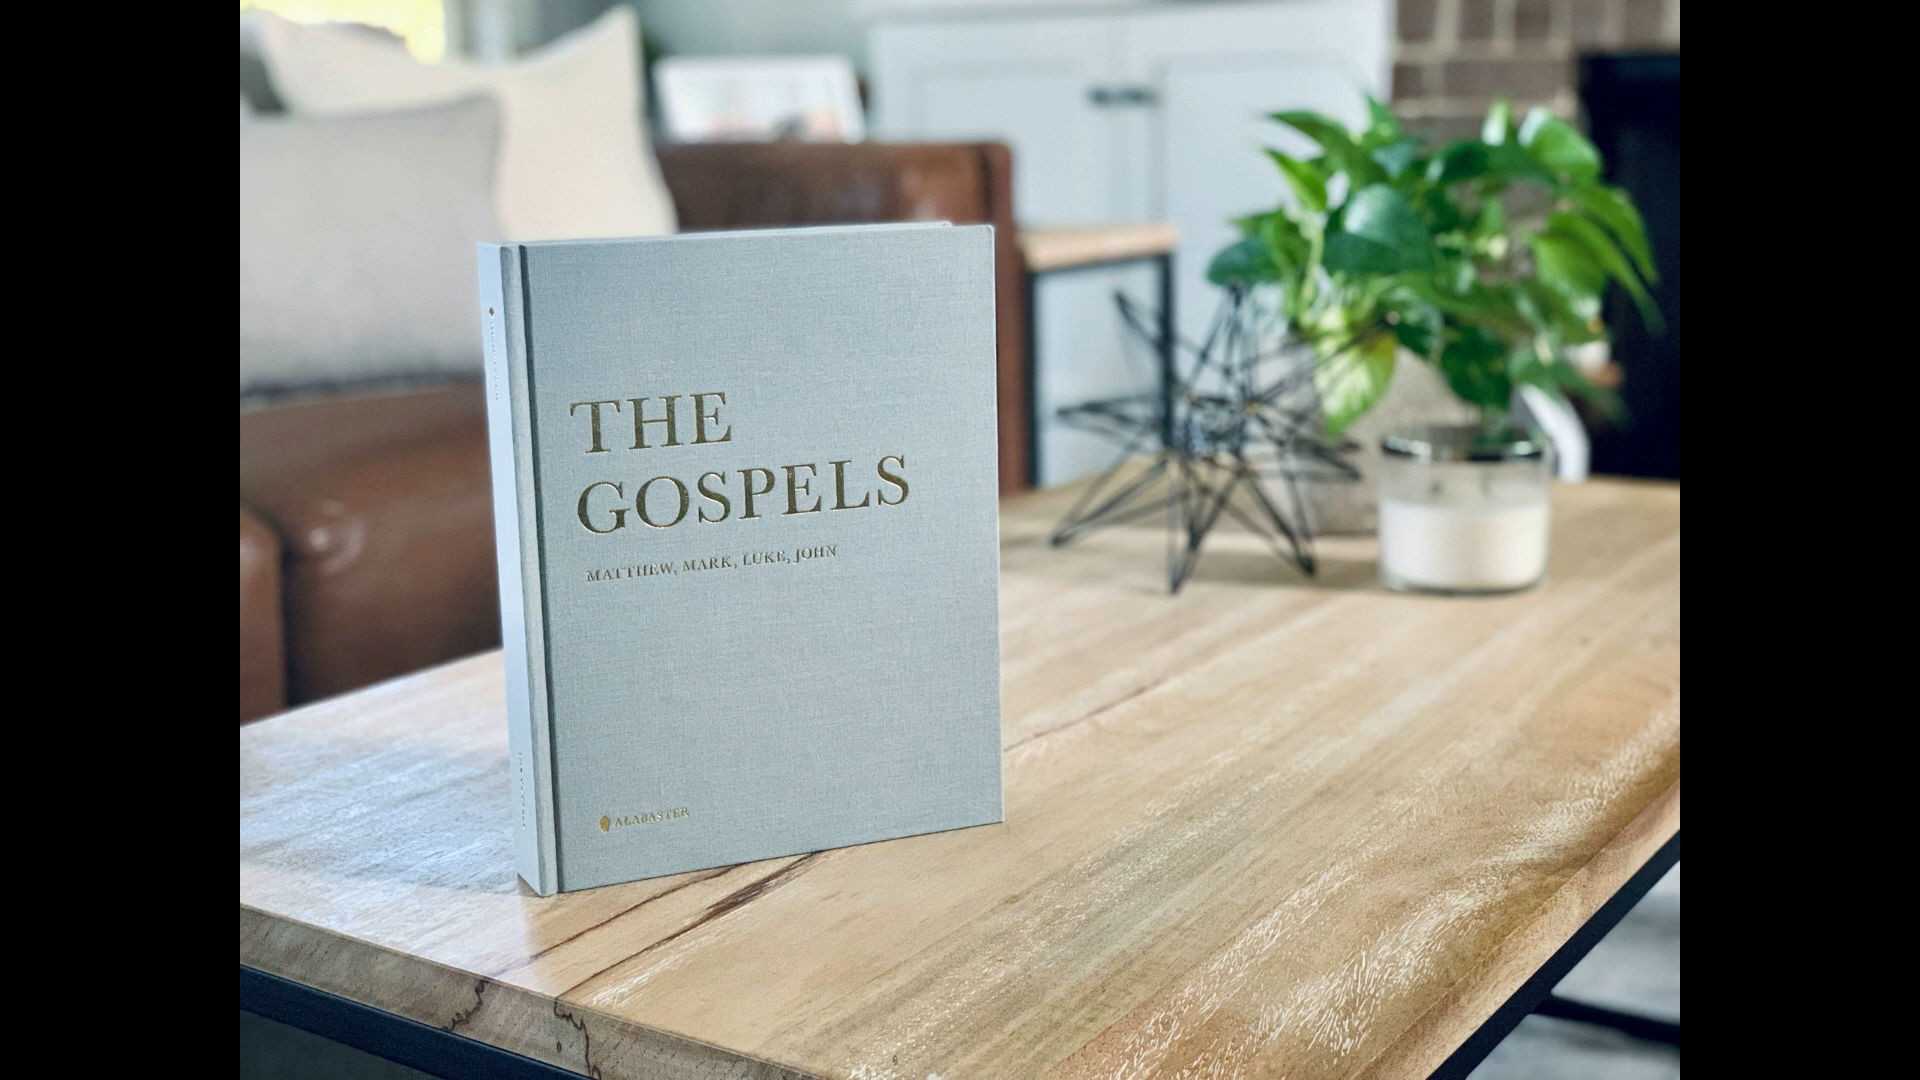 THE
GOSPELS
MATTHEW, MARK, LUKE, JOHN
ALABASTER